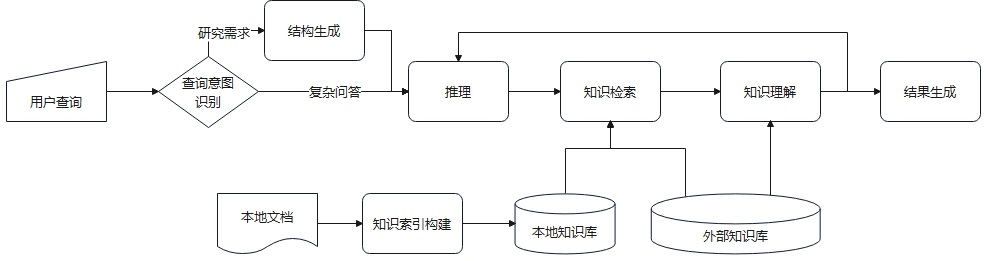 研究需求
结构生成
用户查询
查询意图
识别
复杂问答
推理
知识检索
知识理解
结果生成
本地文档
知识索引构建
本地知识库
外部知识库